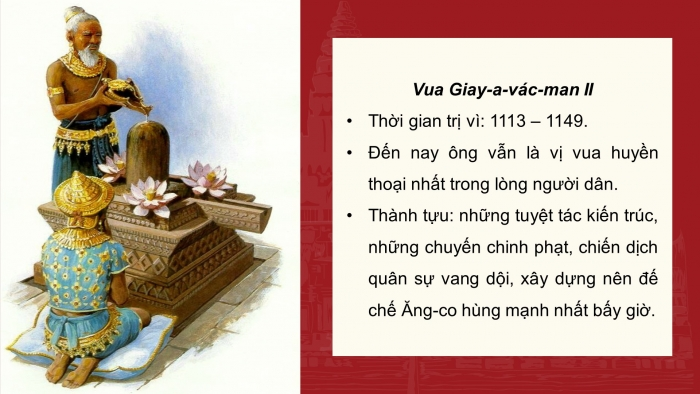 Vua Giay-a-vác-man II
• Thời gian trị vì: 1113 – 1149.
• Đến nay ông vẫn là vị vua huyền
thoại nhất trong lòng người dân.
• Thành tựu: những tuyệt tác kiến trúc,
những chuyến chinh phạt, chiến dịch
quân sự vang dội, xây dựng nên đế
chế Ăng-co hùng mạnh nhất bấy giờ.